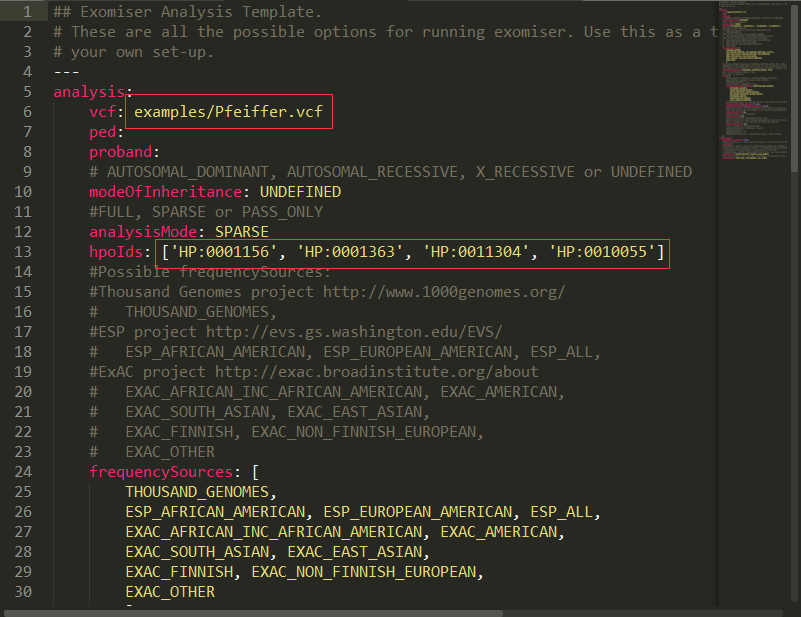 1 ## Exomiser Analysis Template.
2 # These are all the possible options for running exomiser. Use this as a t
3 # your own set-up.
4 ---
5 analysis:
6 vcf: examples/Pfeiffer.vcf
7 ped:
8 proband:
9 # AUTOSOMAL_DOMINANT, AUTOSOMAL_RECESSIVE, X_RECESSIVE or UNDEFINED
10 modeOfInheritance: UNDEFINED
11 #FULL, SPARSE or PASS_ONLY
12 analysisMode: SPARSE
13 hpoIds: ['HP:0001156', 'HP:0001363', 'HP:0011304', 'HP:0010055']
14 #Possible frequencySources:
15 #Thousand Genomes project http://www.1000genomes.org/
16 # THOUSAND_GENOMES,
17 #ESP project http://evs.gs.washington.edu/EVS/
18 # ESP_AFRICAN_AMERICAN, ESP_EUROPEAN_AMERICAN, ESP_ALL,
19 #ExAC project http://exac.broadinstitute.org/about
20 # EXAC_AFRICAN_INC_AFRICAN_AMERICAN, EXAC_AMERICAN,
21 # EXAC_SOUTH_ASIAN, EXAC_EAST_ASIAN,
22 # EXAC_FINNISH, EXAC_NON_FINNISH_EUROPEAN,
23 # EXAC_OTHER
24 frequencySources: [
25 THOUSAND_GENOMES,
26 ESP_AFRICAN_AMERICAN, ESP_EUROPEAN_AMERICAN, ESP_ALL,
27 EXAC_AFRICAN_INC_AFRICAN_AMERICAN, EXAC_AMERICAN,
28 EXAC_SOUTH_ASIAN, EXAC_EAST_ASIAN,
29 EXAC_FINNISH, EXAC_NON_FINNISH_EUROPEAN,
30 EXAC_OTHER